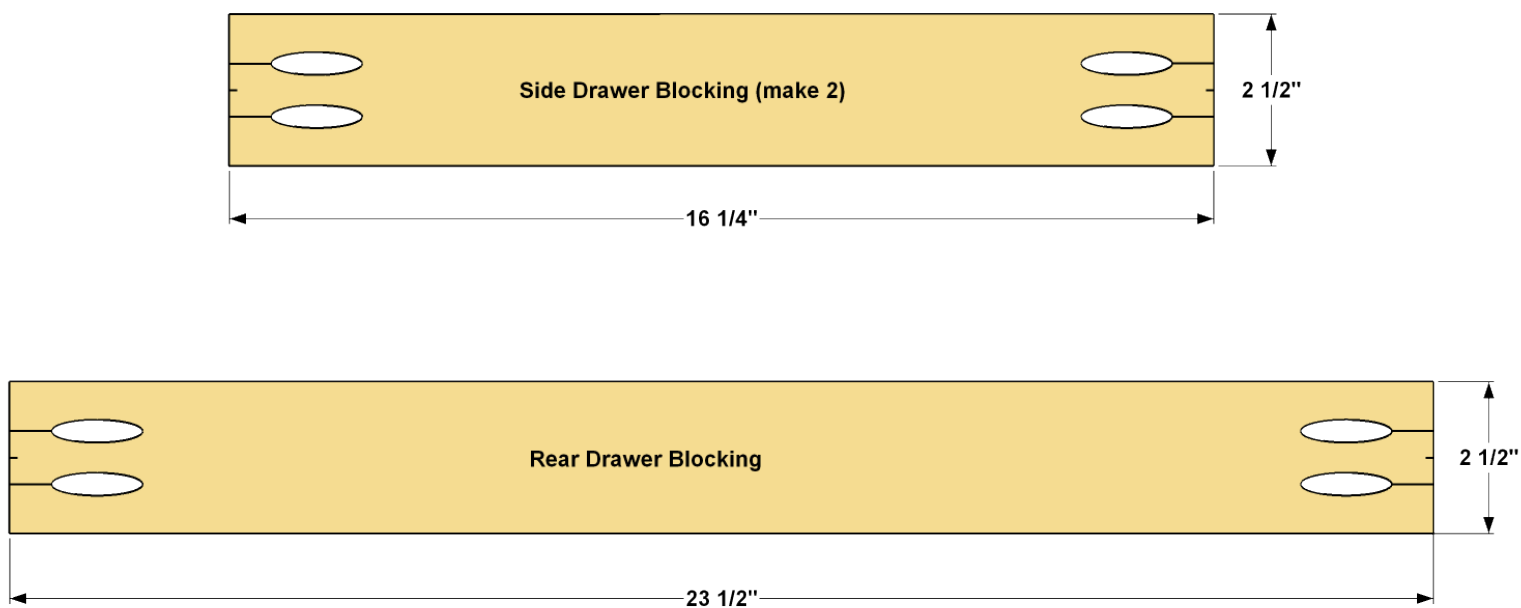 Side Drawer Blocking (make 2)
2 1/2"
16 1/4"
Rear Drawer Blocking
2 1/2"
23 1/2"